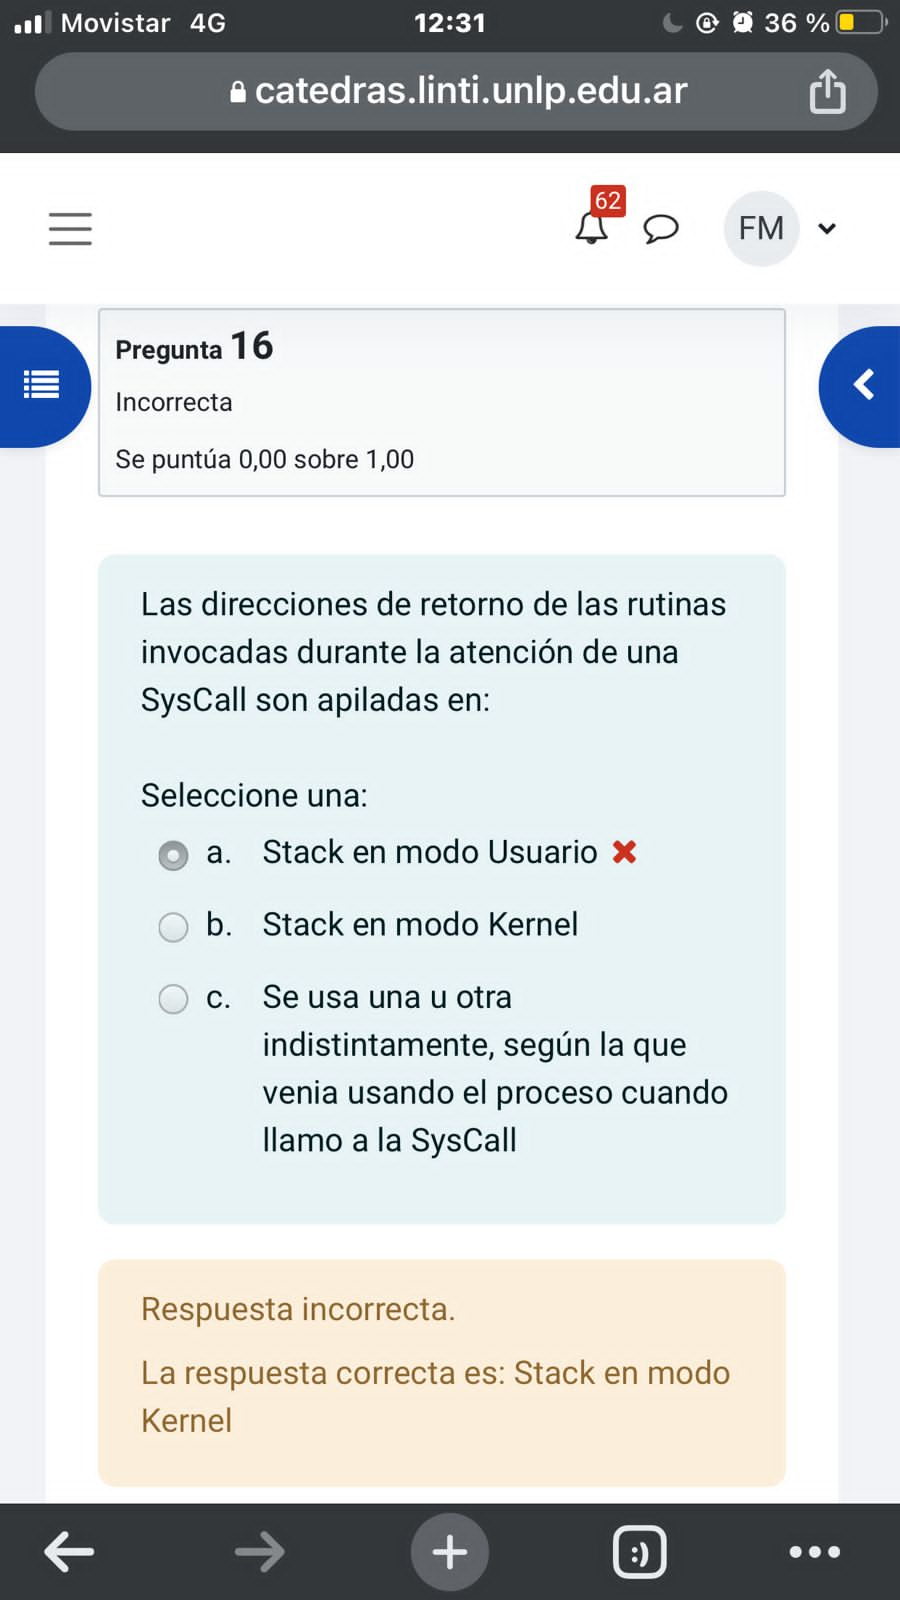 Movistar 4G 12:31 36 %
catedras.linti.unlp.edu.ar
62
FM
Pregunta 16
Incorrecta
Se puntúa 0,00 sobre 1,00
Las direcciones de retorno de las rutinas
invocadas durante la atención de una
SysCall son apiladas en:
Seleccione una:
a. Stack en modo Usuario
b. Stack en modo Kernel
c. Se usa una u otra
indistintamente, según la que
venia usando el proceso cuando
llamo a la SysCall
Respuesta incorrecta.
La respuesta correcta es: Stack en modo
Kernel
:)